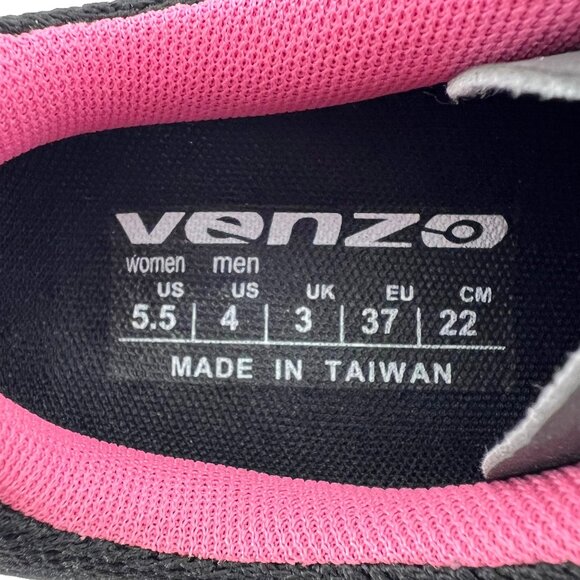 venzo
women men
US US UK EU CM
5.5 | 4 | 3 | 37 | 22
MADE IN TAIWAN